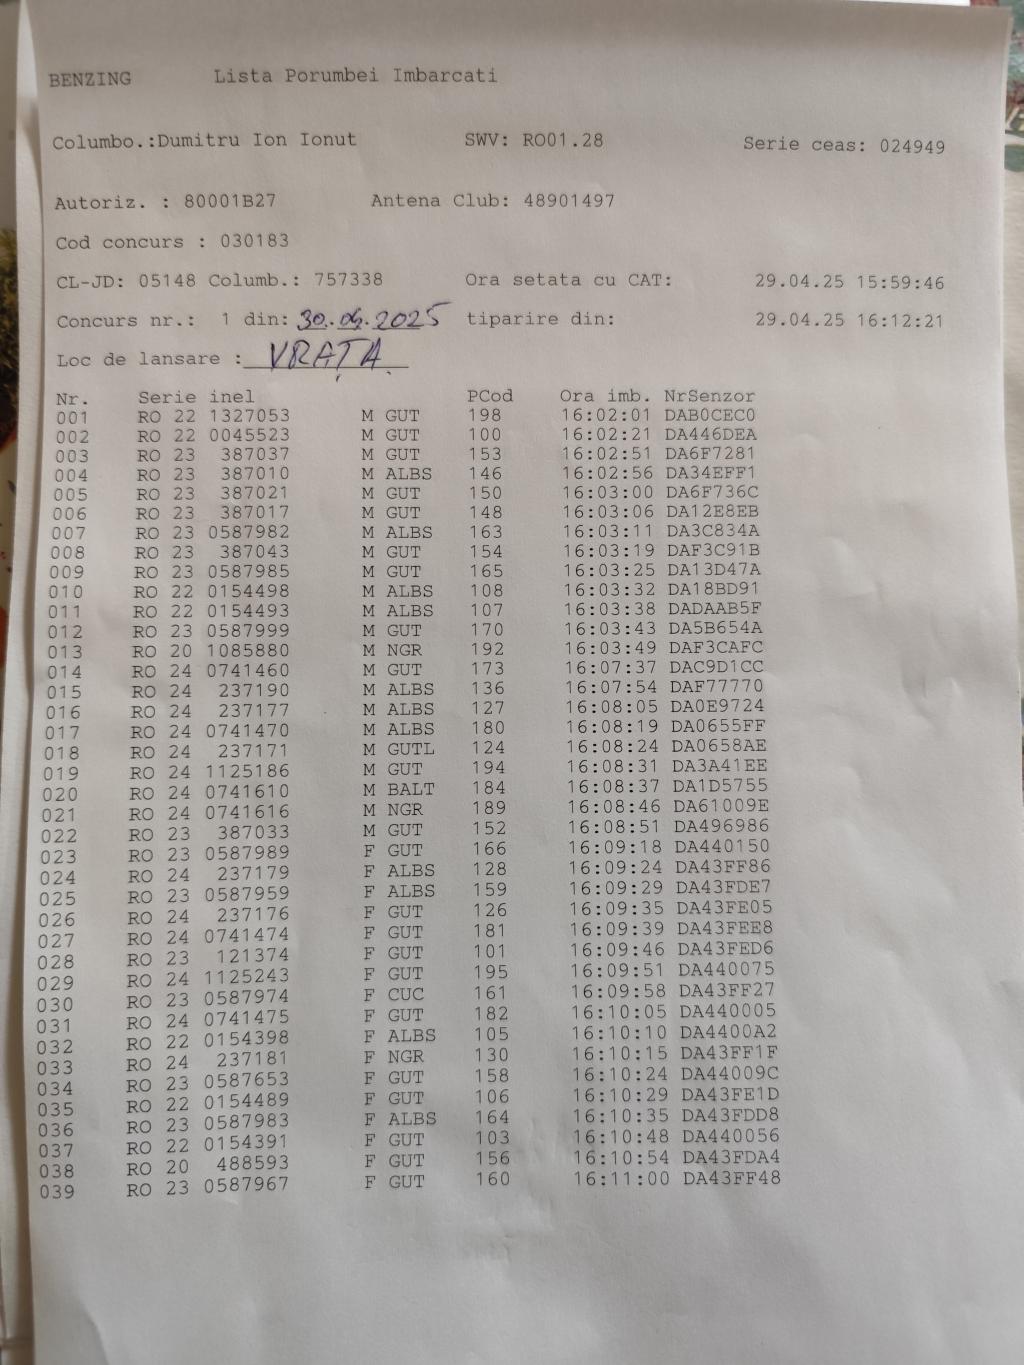 BENZING Lista Porumbei Imbarcati
Columbo.:Dumitru Ion Ionut SWV: RO01.28 Serie ceas: 024949
Autoriz. : 80001B27 Antena Club: 48901497
Cod concurs : 030183
CL-JD: 05148 Columb.: 757338 Ora setata cu CAT: 29.04.25 15:59:46
Concurs nr.: 1 din: 30.04.2025 tiparire din: 29.04.25 16:12:21
Loc de lansare : VRAȚA
Nr. Serie inel PCod Ora imb. NrSenzor
001 RO 22 1327053 M GUT 198 16:02:01 DAB0CEC0
002 RO 22 0045523 M GUT 100 16:02:21 DA446DEA
003 RO 23 387037 M GUT 153 16:02:51 DA6F7281
004 RO 23 387010 M ALBS 146 16:02:56 DA34EFF1
005 RO 23 387021 M GUT 150 16:03:00 DA6F736C
006 RO 23 387017 M GUT 148 16:03:06 DA12E8EB
007 RO 23 0587982 M ALBS 163 16:03:11 DA3C834A
008 RO 23 387043 M GUT 154 16:03:19 DAF3C91B
009 RO 23 0587985 M GUT 165 16:03:25 DA13D47A
010 RO 22 0154498 M ALBS 108 16:03:32 DA18BD91
011 RO 22 0154493 M ALBS 107 16:03:38 DADAAB5F
012 RO 23 0587999 M GUT 170 16:03:43 DA5B654A
013 RO 20 1085880 M NGR 192 16:03:49 DAF3CAFC
014 RO 24 0741460 M GUT 173 16:07:37 DAC9D1CC
015 RO 24 237190 M ALBS 136 16:07:54 DAF77770
016 RO 24 237177 M ALBS 127 16:08:05 DA0E9724
017 RO 24 0741470 M ALBS 180 16:08:19 DA0655FF
018 RO 24 237171 M GUTL 124 16:08:24 DA0658AE
019 RO 24 1125186 M GUT 194 16:08:31 DA3A41EE
020 RO 24 0741610 M BALT 184 16:08:37 DA1D5755
021 RO 24 0741616 M NGR 189 16:08:46 DA61009E
022 RO 23 387033 M GUT 152 16:08:51 DA496986
023 RO 23 0587989 F GUT 166 16:09:18 DA440150
024 RO 24 237179 F ALBS 128 16:09:24 DA43FF86
025 RO 23 0587959 F ALBS 159 16:09:29 DA43FDE7
026 RO 24 237176 F GUT 126 16:09:35 DA43FE05
027 RO 24 0741474 F GUT 181 16:09:39 DA43FEE8
028 RO 23 121374 F GUT 101 16:09:46 DA43FED6
029 RO 24 1125243 F GUT 195 16:09:51 DA440075
030 RO 23 0587974 F CUC 161 16:09:58 DA43FF27
031 RO 24 0741475 F GUT 182 16:10:05 DA440005
032 RO 22 0154398 F ALBS 105 16:10:10 DA4400A2
033 RO 24 237181 F NGR 130 16:10:15 DA43FF1F
034 RO 23 0587653 F GUT 158 16:10:24 DA44009C
035 RO 22 0154489 F GUT 106 16:10:29 DA43FE1D
036 RO 23 0587983 F ALBS 164 16:10:35 DA43FDD8
037 RO 22 0154391 F GUT 103 16:10:48 DA440056
038 RO 20 488593 F GUT 156 16:10:54 DA43FDA4
039 RO 23 0587967 F GUT 160 16:11:00 DA43FF48